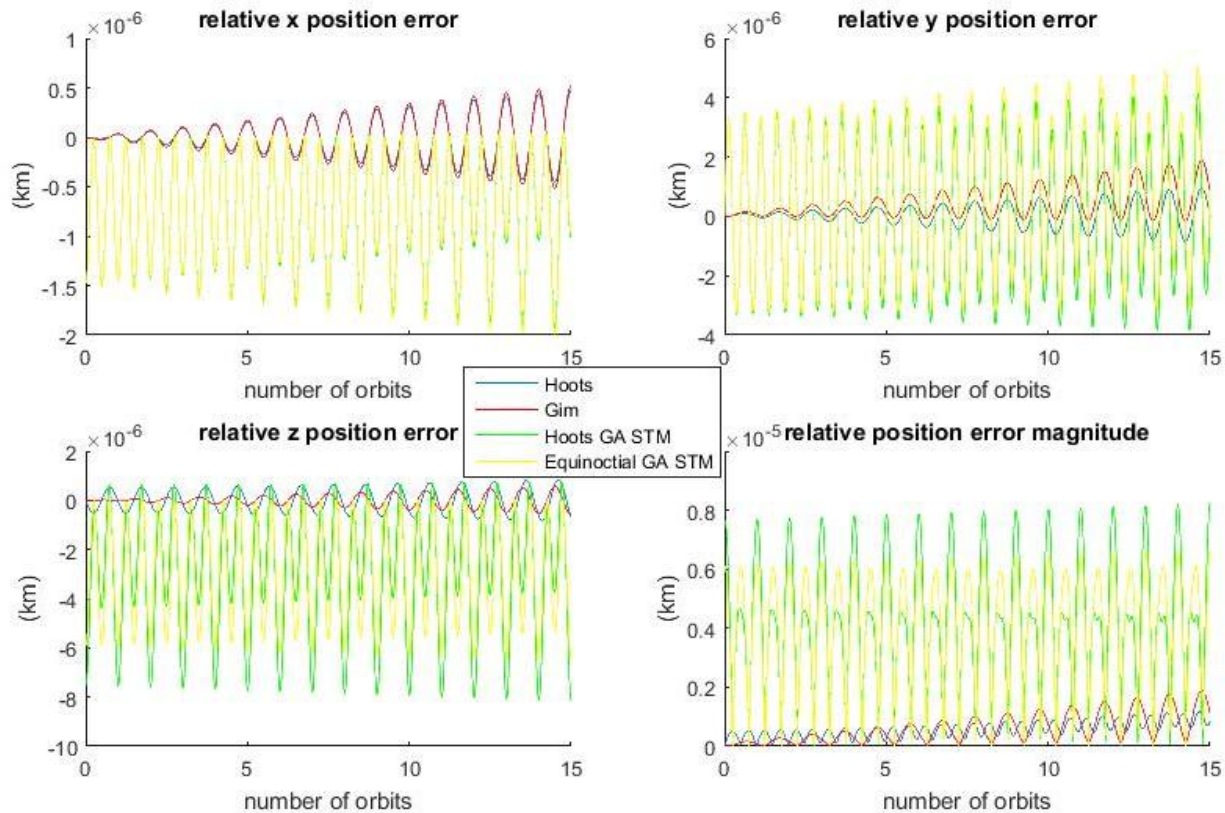 ×10⁻⁶ relative x position error
1
0.5
0
-0.5
-1
-1.5
-2
(km)
0 5 10 15
number of orbits
×10⁻⁶ relative y position error
6
4
2
0
-2
-4
(km)
0 5 10 15
number of orbits
Hoots
Gim
Hoots GA STM
Equinoctial GA STM
×10⁻⁶ relative z position error
2
0
-2
-4
-6
-8
-10
(km)
0 5 10 15
number of orbits
×10⁻⁵ relative position error magnitude
1
0.8
0.6
0.4
0.2
0
(km)
0 5 10 15
number of orbits